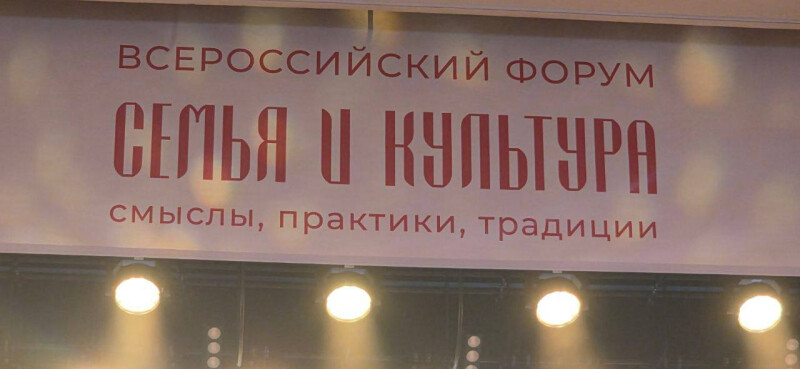 ВСЕРОССИЙСКИЙ ФОРУМ
СЕМЬЯ И КУЛЬТУРА
смыслы, практики, традиции